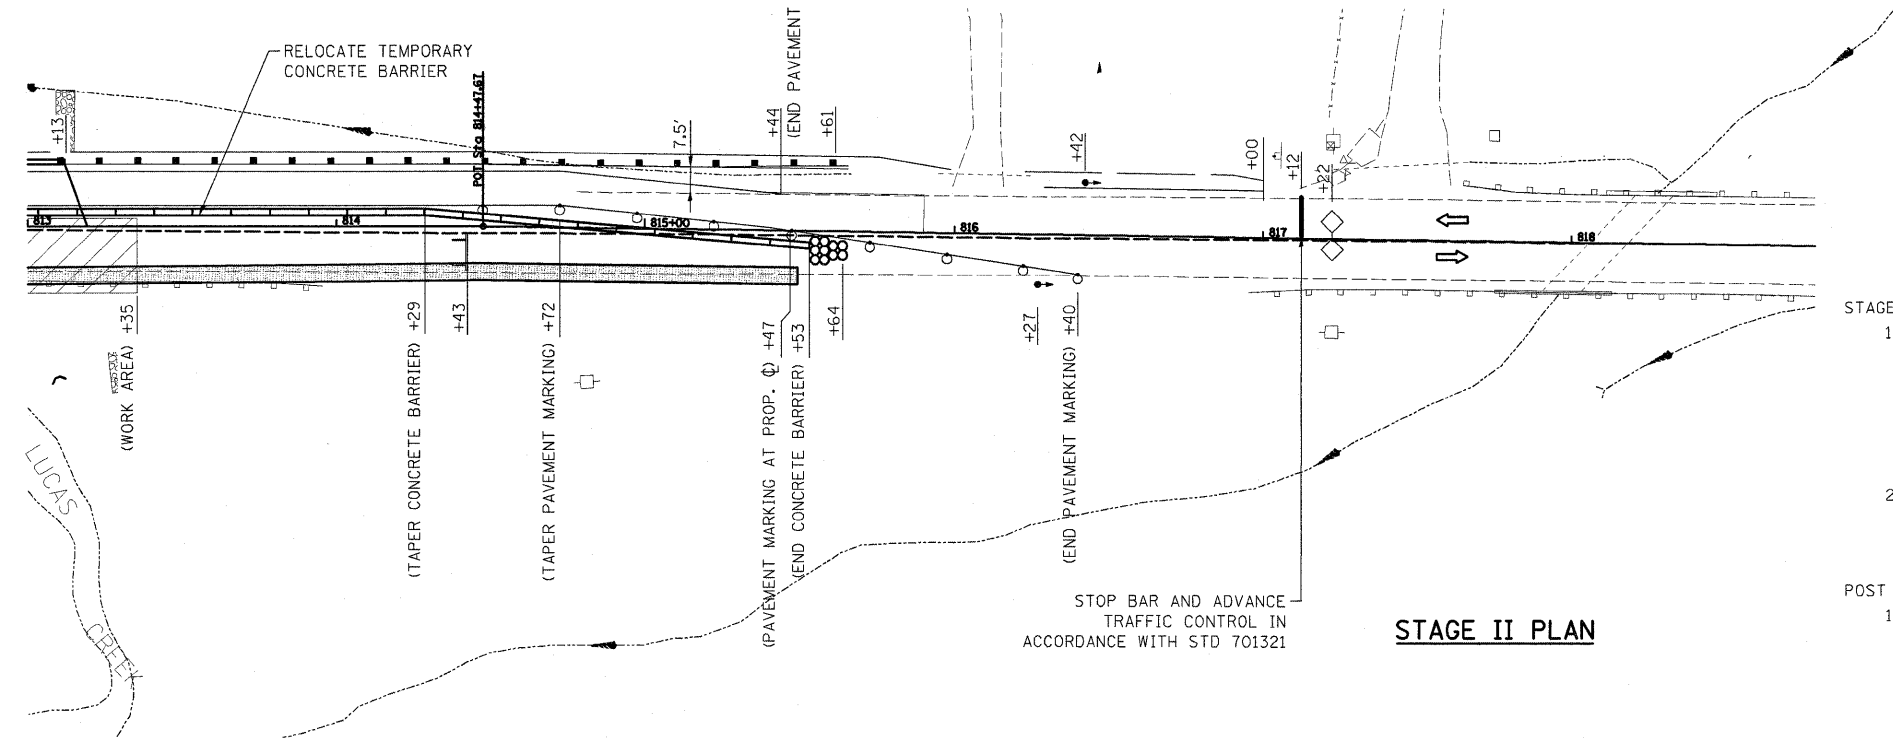 RELOCATE TEMPORARY
CONCRETE BARRIER
+13
POT Sta 814+47.67
7.5'
+44
(END PAVEMENT
+61
+42
+00
+12
+22
813
814
815+00
816
817
818
(WORK AREA) +35
(TAPER CONCRETE BARRIER) +29
+43
(TAPER PAVEMENT MARKING) +72
(PAVEMENT MARKING AT PROP. ℄) +47
(END CONCRETE BARRIER) +53
+64
+27
(END PAVEMENT MARKING) +40
STAGE
1
2
POST
1
LUCAS
CREEK
STOP BAR AND ADVANCE
TRAFFIC CONTROL IN
ACCORDANCE WITH STD 701321
STAGE II PLAN